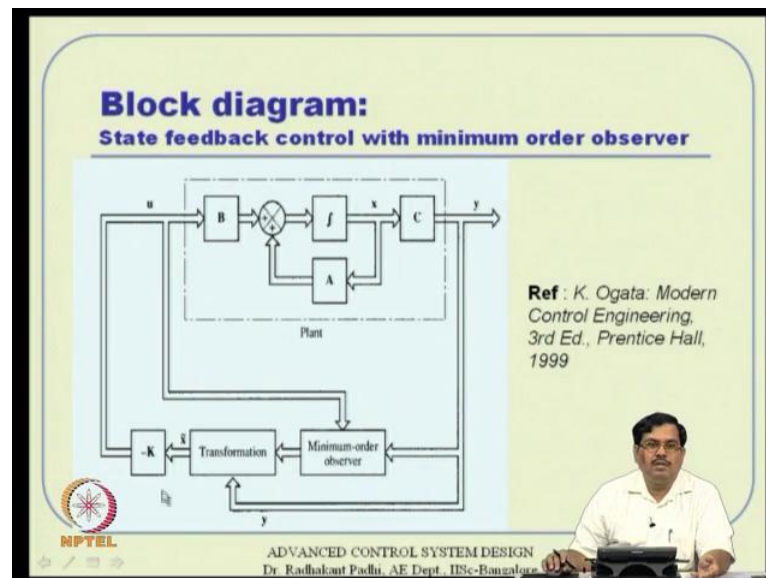 Block diagram:
State feedback control with minimum order observer
u
B
+
+
∫
x
C
y
A
Plant
Ref : K. Ogata: Modern
Control Engineering,
3rd Ed., Prentice Hall,
1999
-K
x̃
Transformation
Minimum-order
observer
y
NPTEL
ADVANCED CONTROL SYSTEM DESIGN
Dr. Radhakant Padhi, AE Dept., IISc-Bangalore